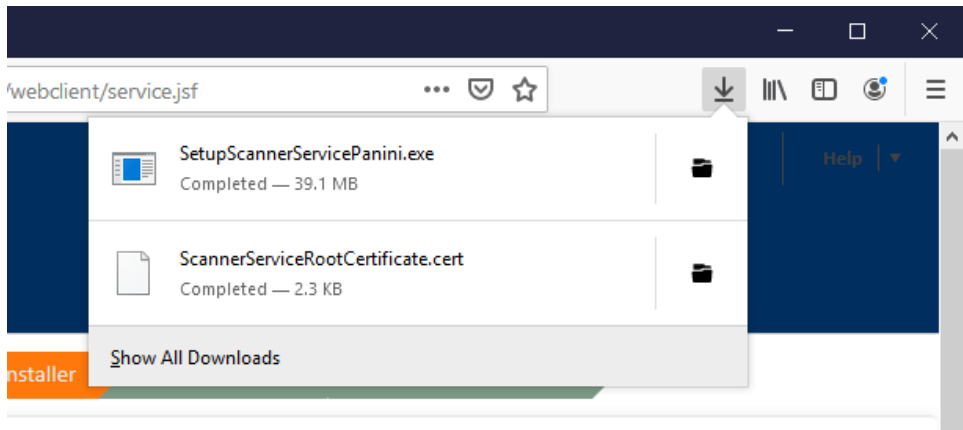 /webclient/service.jsf
SetupScannerServicePanini.exe
Completed — 39.1 MB
Help
ScannerServiceRootCertificate.cert
Completed — 2.3 KB
Show All Downloads
nstaller